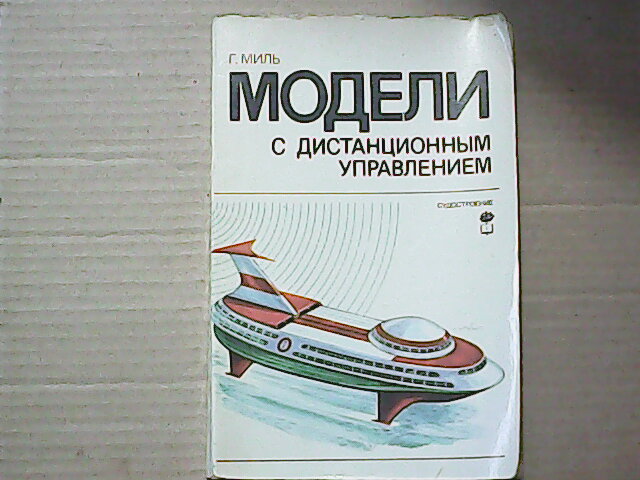 Г. МИЛЬ
МОДЕЛИ
С ДИСТАНЦИОННЫМ
УПРАВЛЕНИЕМ
СУДОСТРОЕНИЕ